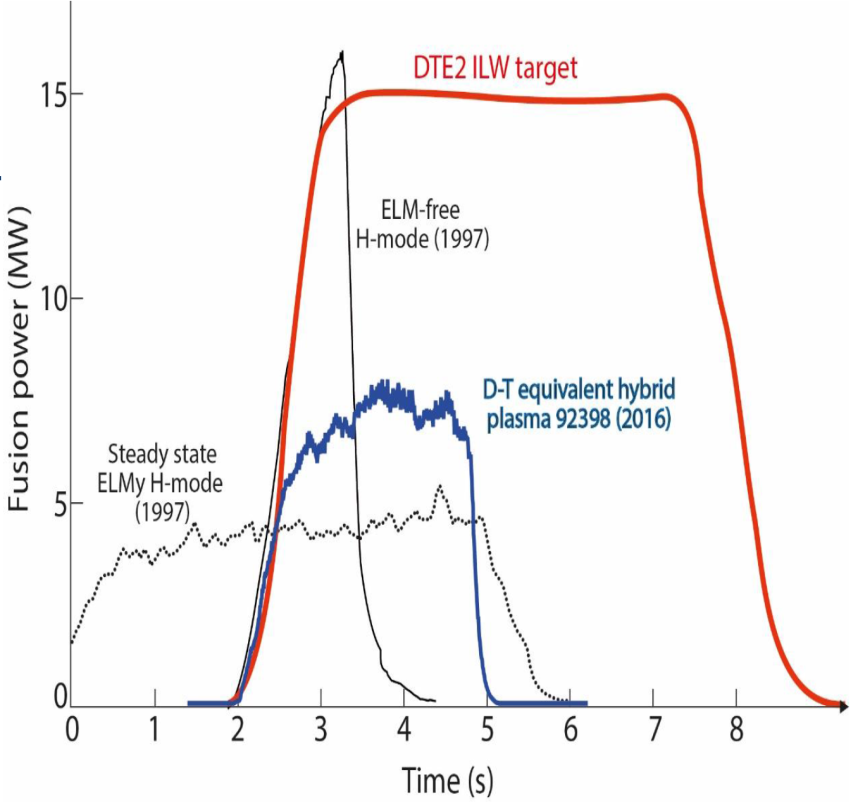 DTE2 ILW target
15
ELM-free
H-mode (1997)
Fusion power (MW)
10
D-T equivalent hybrid
plasma 92398 (2016)
Steady state
ELMy H-mode
(1997)
5
0
0 1 2 3 4 5 6 7 8
Time (s)